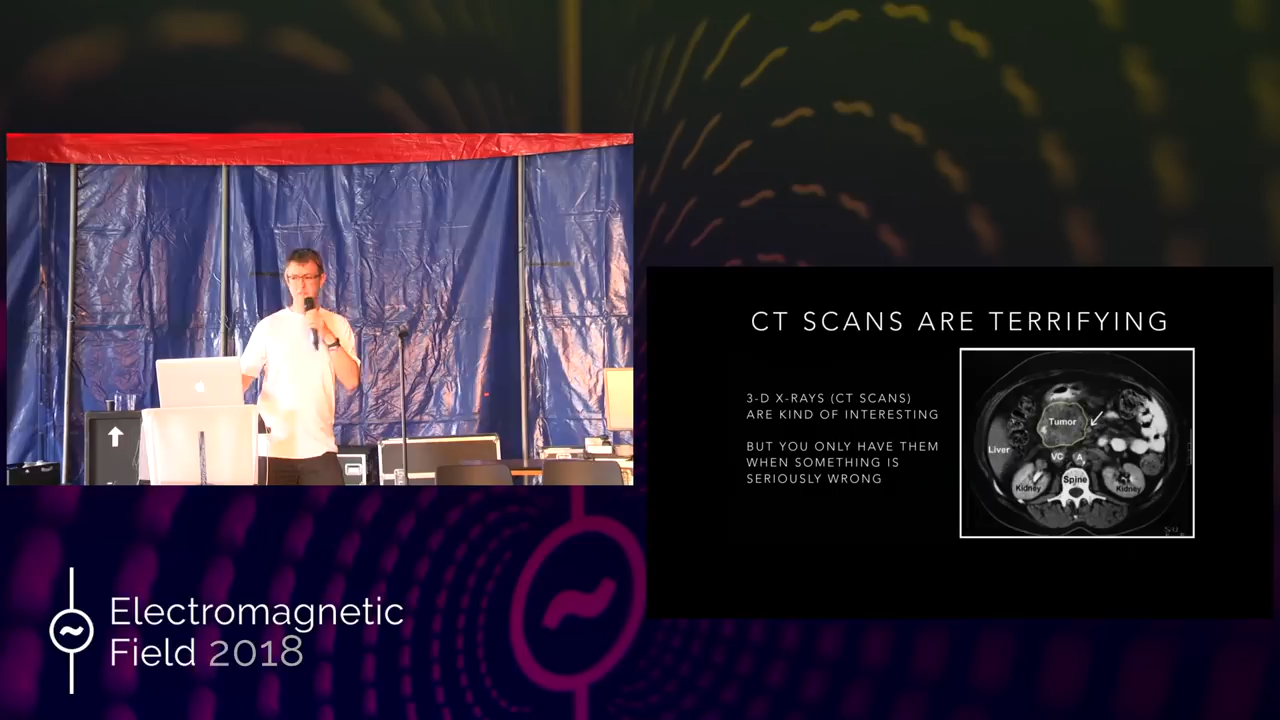 CT SCANS ARE TERRIFYING
3-D X-RAYS (CT SCANS)
ARE KIND OF INTERESTING
BUT YOU ONLY HAVE THEM
WHEN SOMETHING IS
SERIOUSLY WRONG
Tumor
Liver
VC A
Spine
Kidney
Kidney
Electromagnetic
Field 2018